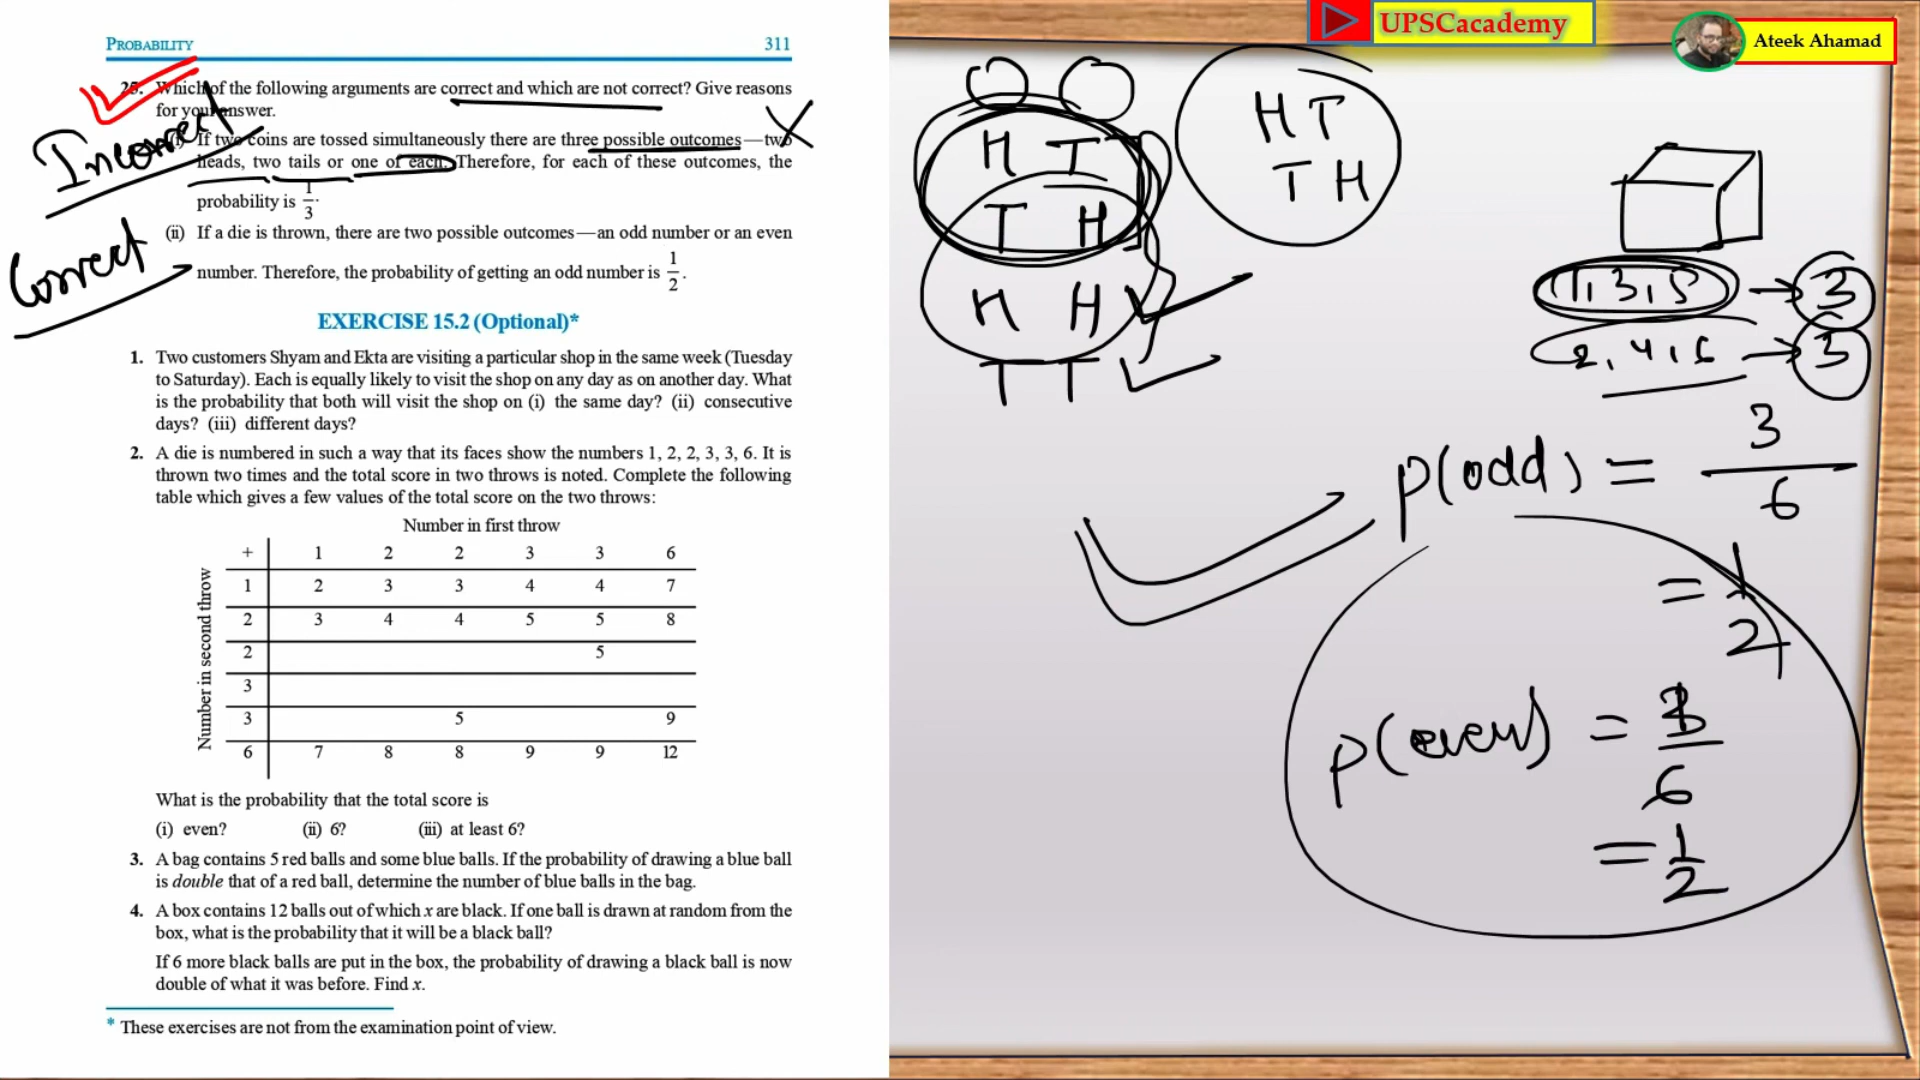 PROBABILITY 311
25. Which of the following arguments are correct and which are not correct? Give reasons
for your answer.
(i) If two coins are tossed simultaneously there are three possible outcomes—two
heads, two tails or one of each. Therefore, for each of these outcomes, the
probability is 1/3.
(ii) If a die is thrown, there are two possible outcomes—an odd number or an even
number. Therefore, the probability of getting an odd number is 1/2.
Incorrect
Correct
EXERCISE 15.2 (Optional)*
1. Two customers Shyam and Ekta are visiting a particular shop in the same week (Tuesday
to Saturday). Each is equally likely to visit the shop on any day as on another day. What
is the probability that both will visit the shop on (i) the same day? (ii) consecutive
days? (iii) different days?
2. A die is numbered in such a way that its faces show the numbers 1, 2, 2, 3, 3, 6. It is
thrown two times and the total score in two throws is noted. Complete the following
table which gives a few values of the total score on the two throws:
Number in first throw
Number in second throw
+ 1 2 2 3 3 6
1 2 3 3 4 4 7
2 3 4 4 5 5 8
2 5
3
3 5 9
6 7 8 8 9 9 12
What is the probability that the total score is
(i) even? (ii) 6? (iii) at least 6?
3. A bag contains 5 red balls and some blue balls. If the probability of drawing a blue ball
is double that of a red ball, determine the number of blue balls in the bag.
4. A box contains 12 balls out of which x are black. If one ball is drawn at random from the
box, what is the probability that it will be a black ball?
If 6 more black balls are put in the box, the probability of drawing a black ball is now
double of what it was before. Find x.
* These exercises are not from the examination point of view.
UPSCacademy
Ateek Ahamad
H T
T H
H H
T T
H T
T H
1, 3, 5 → 3
2, 4, 6 → 3
P(odd) = 3/6
= 1/2
P(even) = 3/6
= 1/2